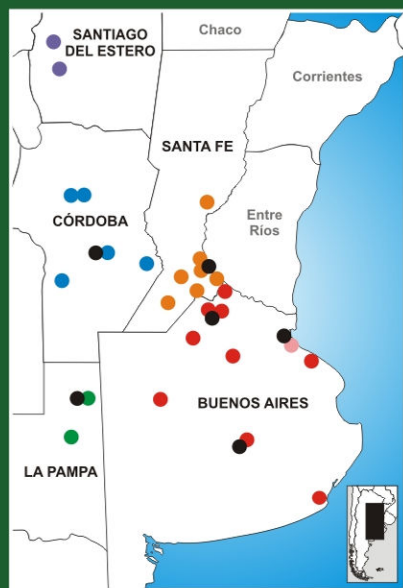 SANTIAGO
DEL ESTERO
Chaco
Corrientes
SANTA FE
CÓRDOBA
Entre
Ríos
BUENOS AIRES
LA PAMPA